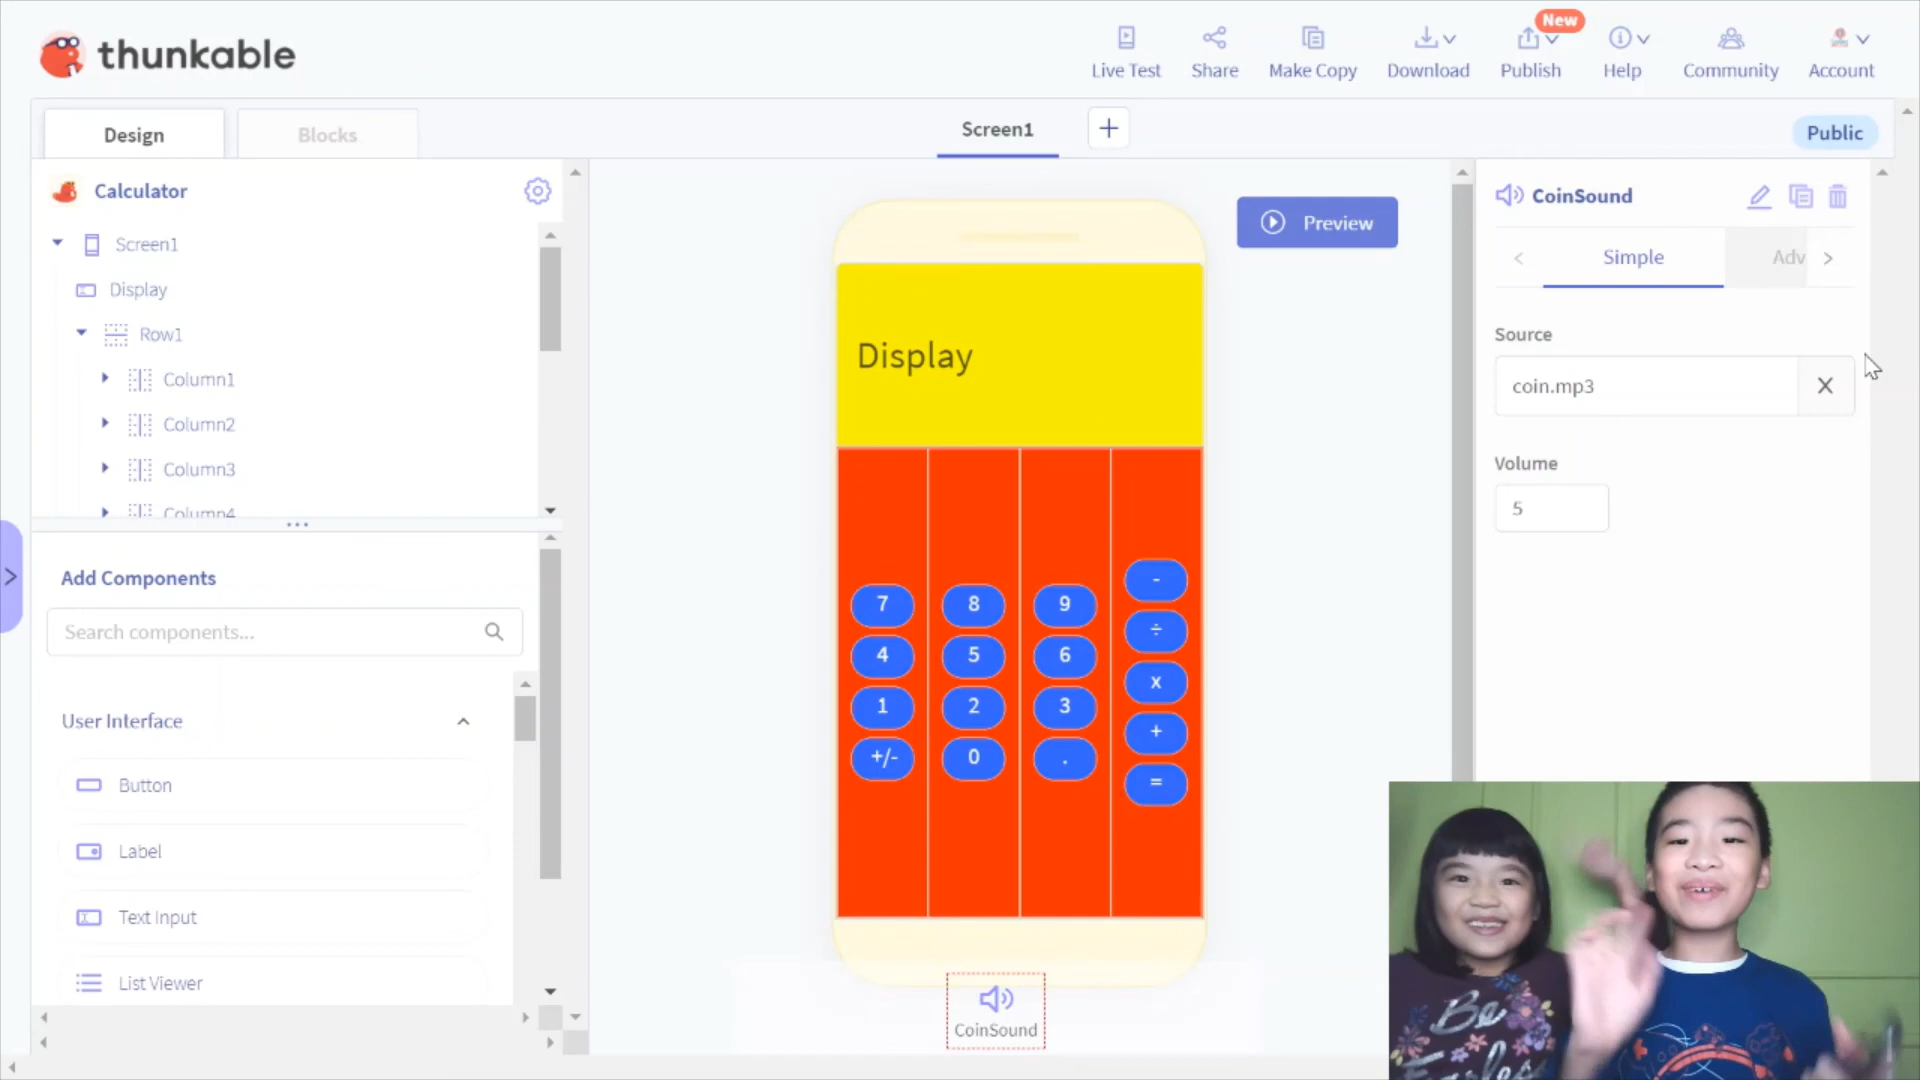 thunkable
Live Test
Share
Make Copy
Download
New
Publish
Help
Community
Account
Design
Blocks
Screen1
+
Public
Calculator
Screen1
Display
Row1
Column1
Column2
Column3
Column4
Add Components
Search components...
User Interface
Button
Label
Text Input
List Viewer
Preview
Display
7 8 9 -
÷
4 5 6 x
1 2 3 +
+/- 0 . =
CoinSound
CoinSound
Simple
Adv
Source
coin.mp3
X
Volume
5
Be